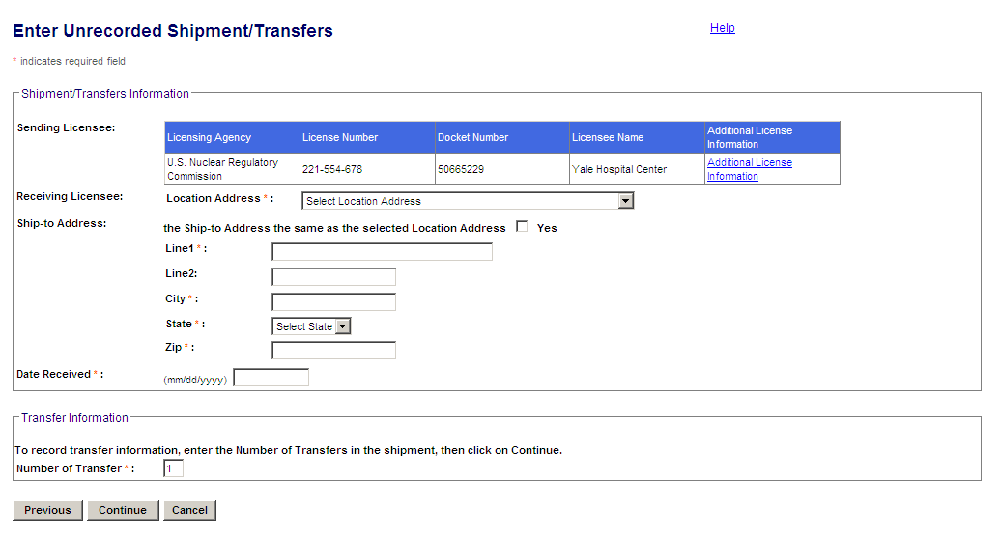 Enter Unrecorded Shipment/Transfers
Help
* indicates required field
Shipment/Transfers Information
Sending Licensee:
Licensing Agency License Number Docket Number Licensee Name Additional License Information
U.S. Nuclear Regulatory Commission 221-554-678 50665229 Yale Hospital Center Additional License Information
Receiving Licensee: Location Address * : Select Location Address
Ship-to Address: the Ship-to Address the same as the selected Location Address Yes
Line1 * :
Line2:
City * :
State * : Select State
Zip * :
Date Received * : (mm/dd/yyyy)
Transfer Information
To record transfer information, enter the Number of Transfers in the shipment, then click on Continue.
Number of Transfer * : 1
Previous Continue Cancel